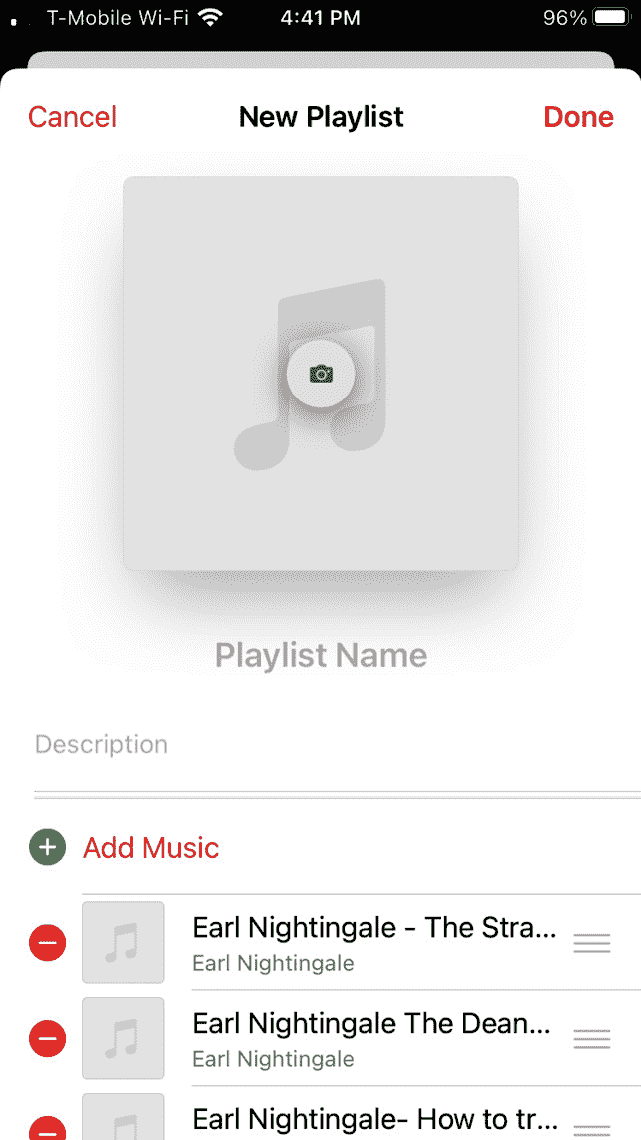 T-Mobile Wi-Fi 4:41 PM 96%
Cancel New Playlist Done
Playlist Name
Description
Add Music
Earl Nightingale - The Stra...
Earl Nightingale
Earl Nightingale The Dean...
Earl Nightingale
Earl Nightingale- How to tr...